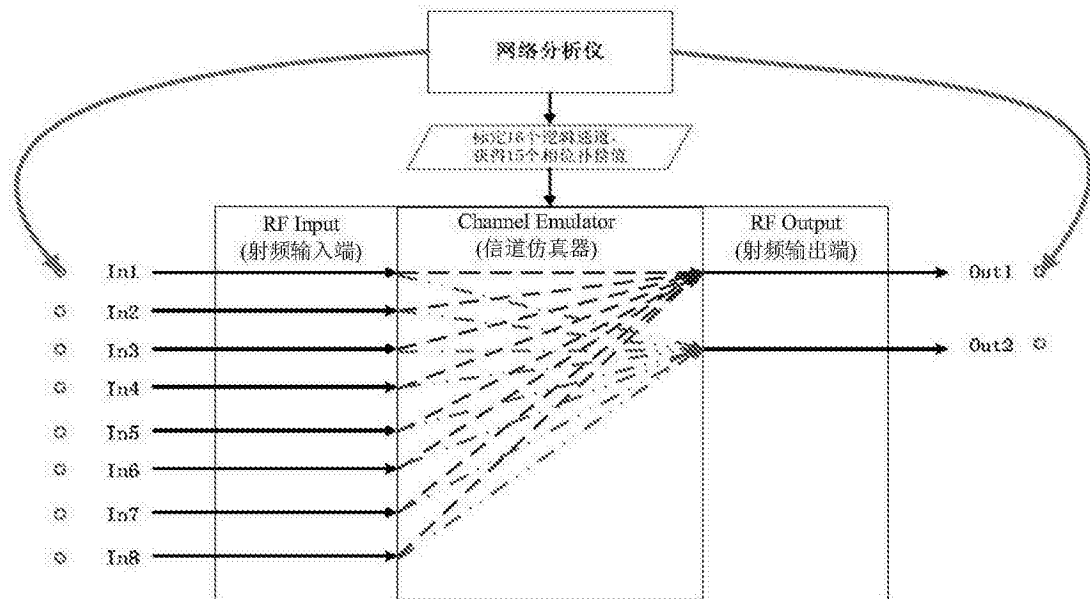 网络分析仪
标定16个逻辑通道,
获得15个相位补偿值
RF Input
(射频输入端)
Channel Emulator
(信道仿真器)
RF Output
(射频输出端)
In1
In2
In3
In4
In5
In6
In7
In8
Out1
Out2